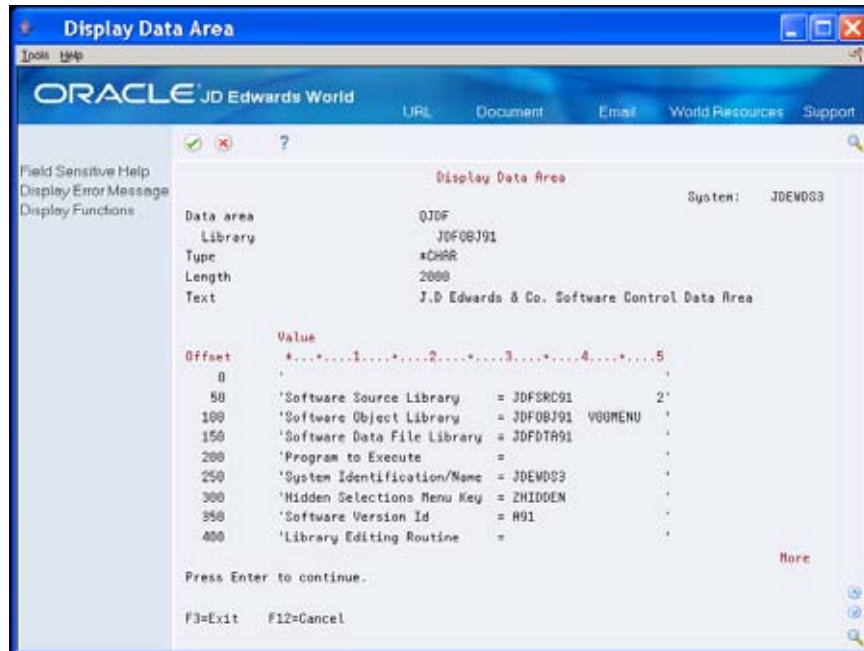 Display Data Area
Tools Help
ORACLE JD Edwards World
URL Document Email World Resources Support
?
Field Sensitive Help
Display Error Message
Display Functions
Display Data Area
System: JDEWDS3
Data area QJDF
Library JDFOBJ91
Type *CHAR
Length 2000
Text J.D Edwards & Co. Software Control Data Area
Value
Offset *...+....1....+....2....+....3....+....4....+....5
0 ' '
50 'Software Source Library = JDFSRC91 2'
100 'Software Object Library = JDFOBJ91 V00MENU '
150 'Software Data File Library = JDFDTA91 '
200 'Program to Execute = '
250 'System Identification/Name = JDEWDS3 '
300 'Hidden Selections Menu Key = ZHIDDEN '
350 'Software Version Id = A91 '
400 'Library Editing Routine = '
More
Press Enter to continue.
F3=Exit F12=Cancel